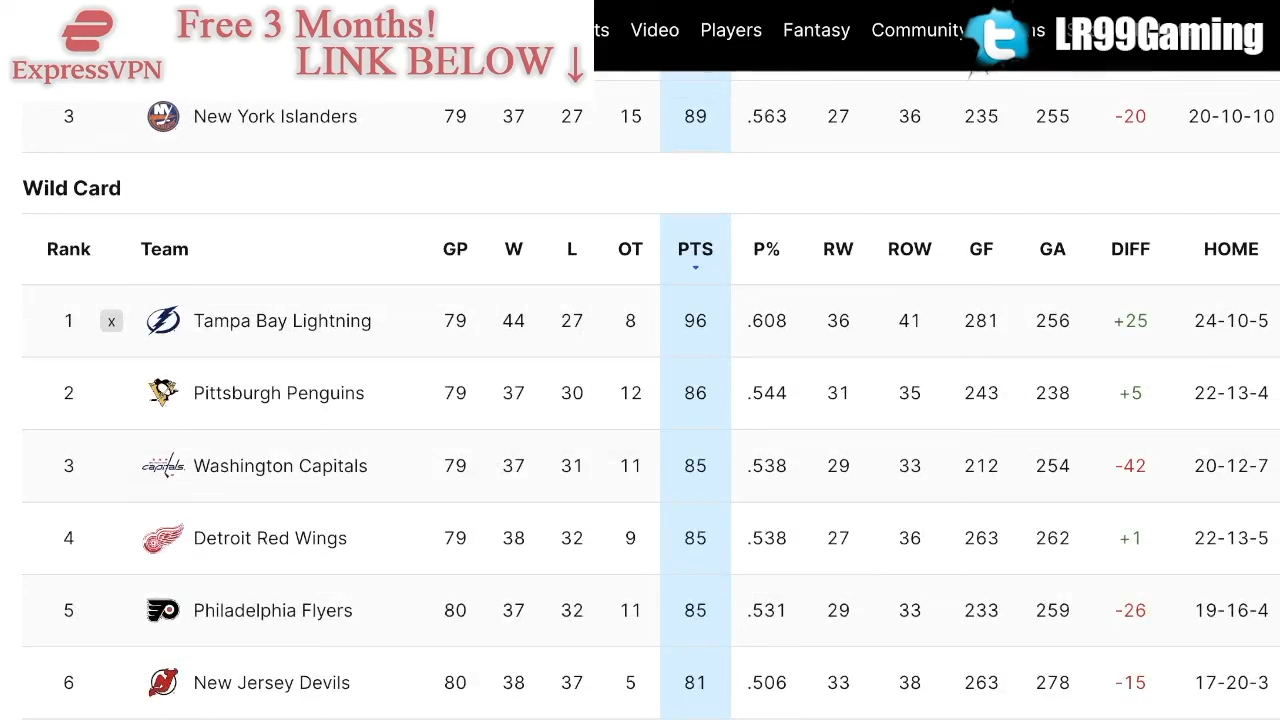 Free 3 Months!
LINK BELOW ↓
ExpressVPN
ts Video Players Fantasy Community ns
LR99Gaming
3 New York Islanders 79 37 27 15 89 .563 27 36 235 255 -20 20-10-10
Wild Card
Rank Team GP W L OT PTS P% RW ROW GF GA DIFF HOME
1 x Tampa Bay Lightning 79 44 27 8 96 .608 36 41 281 256 +25 24-10-5
2 Pittsburgh Penguins 79 37 30 12 86 .544 31 35 243 238 +5 22-13-4
3 capitals Washington Capitals 79 37 31 11 85 .538 29 33 212 254 -42 20-12-7
4 Detroit Red Wings 79 38 32 9 85 .538 27 36 263 262 +1 22-13-5
5 Philadelphia Flyers 80 37 32 11 85 .531 29 33 233 259 -26 19-16-4
6 New Jersey Devils 80 38 37 5 81 .506 33 38 263 278 -15 17-20-3